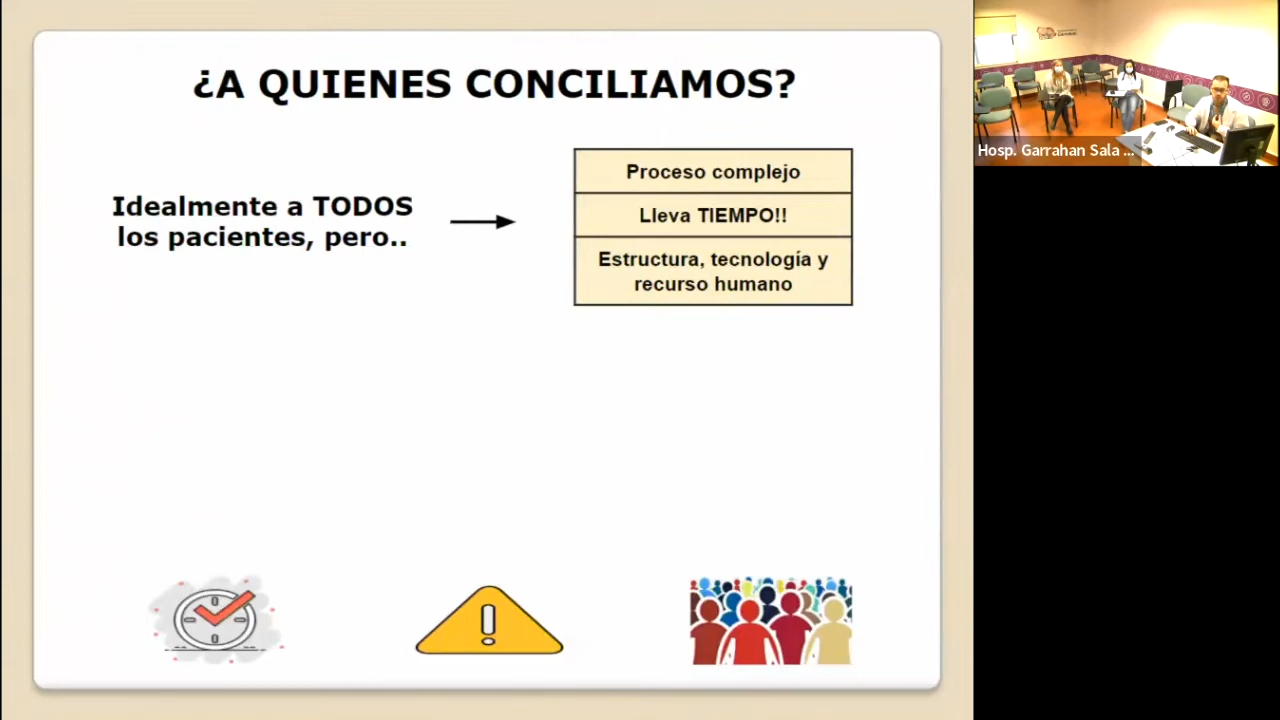 ¿A QUIENES CONCILIAMOS?
Idealmente a TODOS
los pacientes, pero..
Proceso complejo
Lleva TIEMPO!!
Estructura, tecnología y
recurso humano
Hosp. Garrahan Sala ...